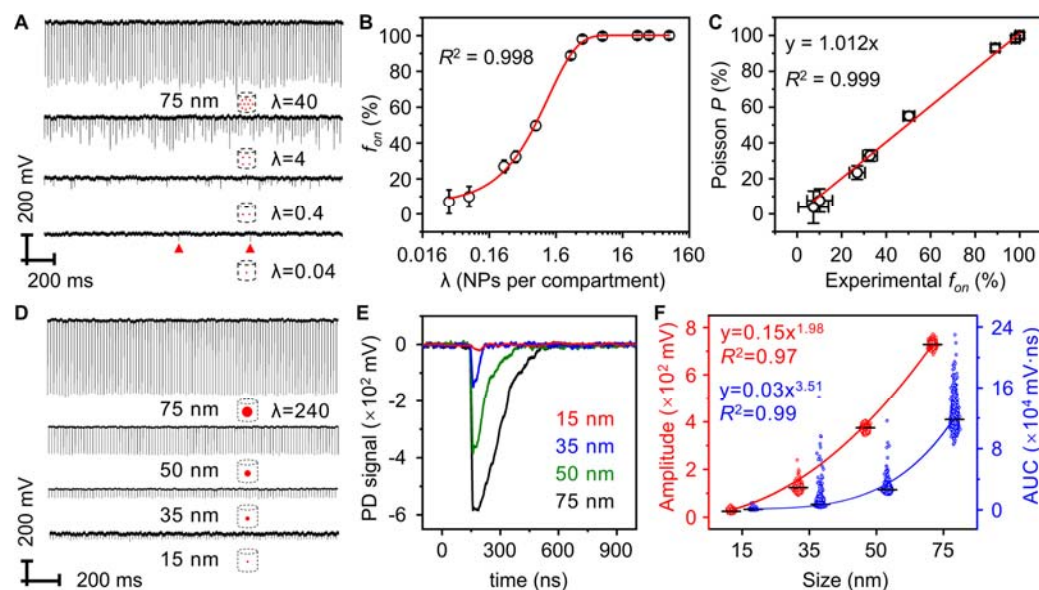 A
75 nm
λ=40
λ=4
λ=0.4
λ=0.04
200 mV
200 ms
B
R² = 0.998
f_on (%)
100
80
60
40
20
0
0.016 0.16 1.6 16 160
λ (NPs per compartment)
C
y = 1.012x
R² = 0.999
Poisson P (%)
100
80
60
40
20
0
0 20 40 60 80 100
Experimental f_on (%)
D
75 nm
λ=240
50 nm
35 nm
15 nm
200 mV
200 ms
E
PD signal (×10² mV)
0
−2
−4
−6
15 nm
35 nm
50 nm
75 nm
0 300 600 900
time (ns)
F
y=0.15x^1.98
R²=0.97
y=0.03x^3.51
R²=0.99
Amplitude (×10² mV)
8
6
4
2
0
24
18
12
6
0
AUC (×10⁴ mV·ns)
15 35 50 75
Size (nm)